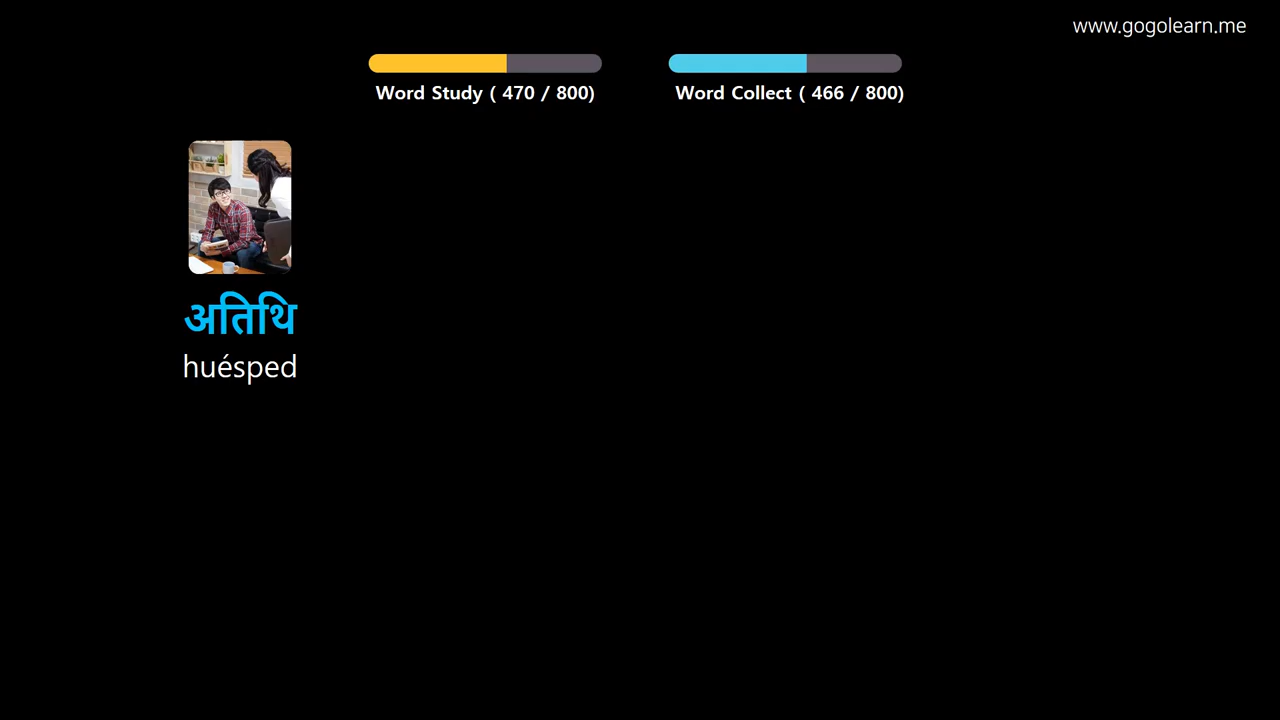 www.gogolearn.me
Word Study ( 470 / 800)
Word Collect ( 466 / 800)
अतिथि
huésped